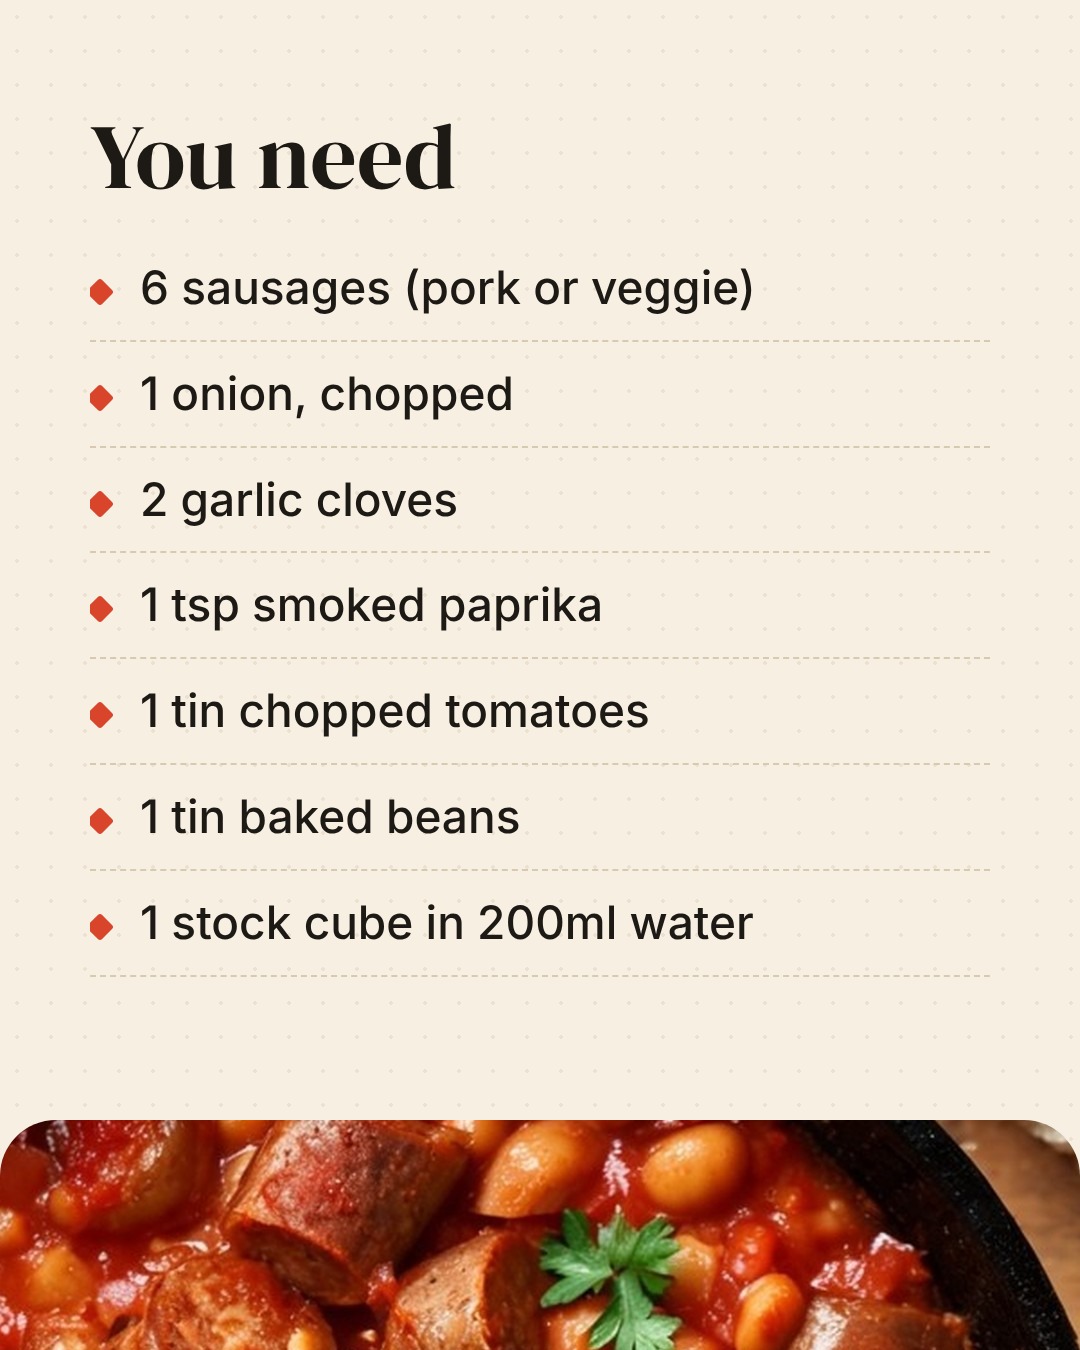 You need
6 sausages (pork or veggie)
1 onion, chopped
2 garlic cloves
1 tsp smoked paprika
1 tin chopped tomatoes
1 tin baked beans
1 stock cube in 200ml water